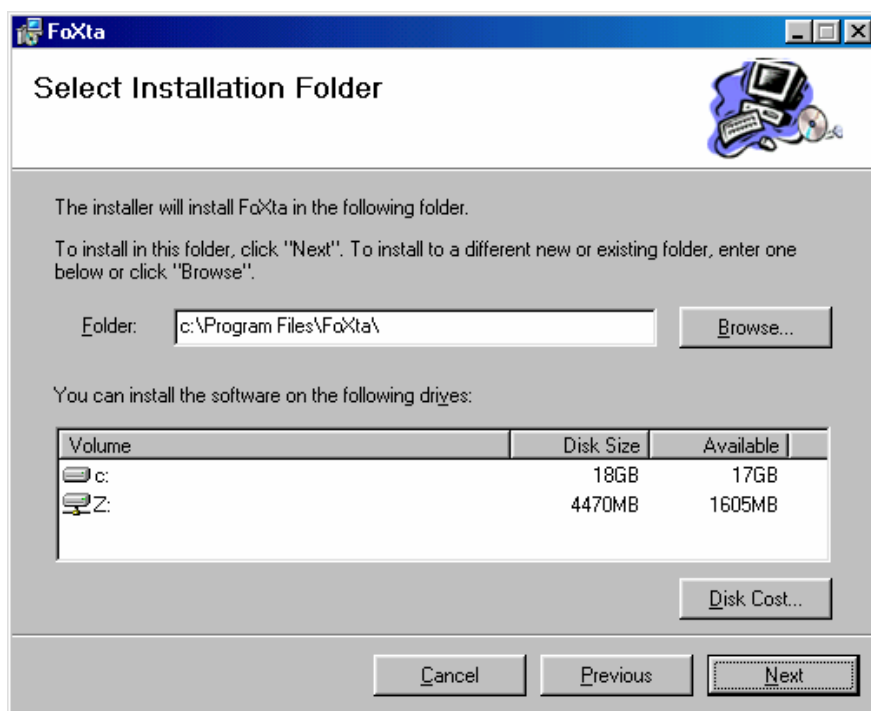 FoXta
Select Installation Folder
The installer will install FoXta in the following folder.
To install in this folder, click "Next". To install to a different new or existing folder, enter one
below or click "Browse".
Folder: c:\Program Files\FoXta\ Browse...
You can install the software on the following drives:
Volume Disk Size Available
c: 18GB 17GB
Z: 4470MB 1605MB
Disk Cost...
Cancel Previous Next